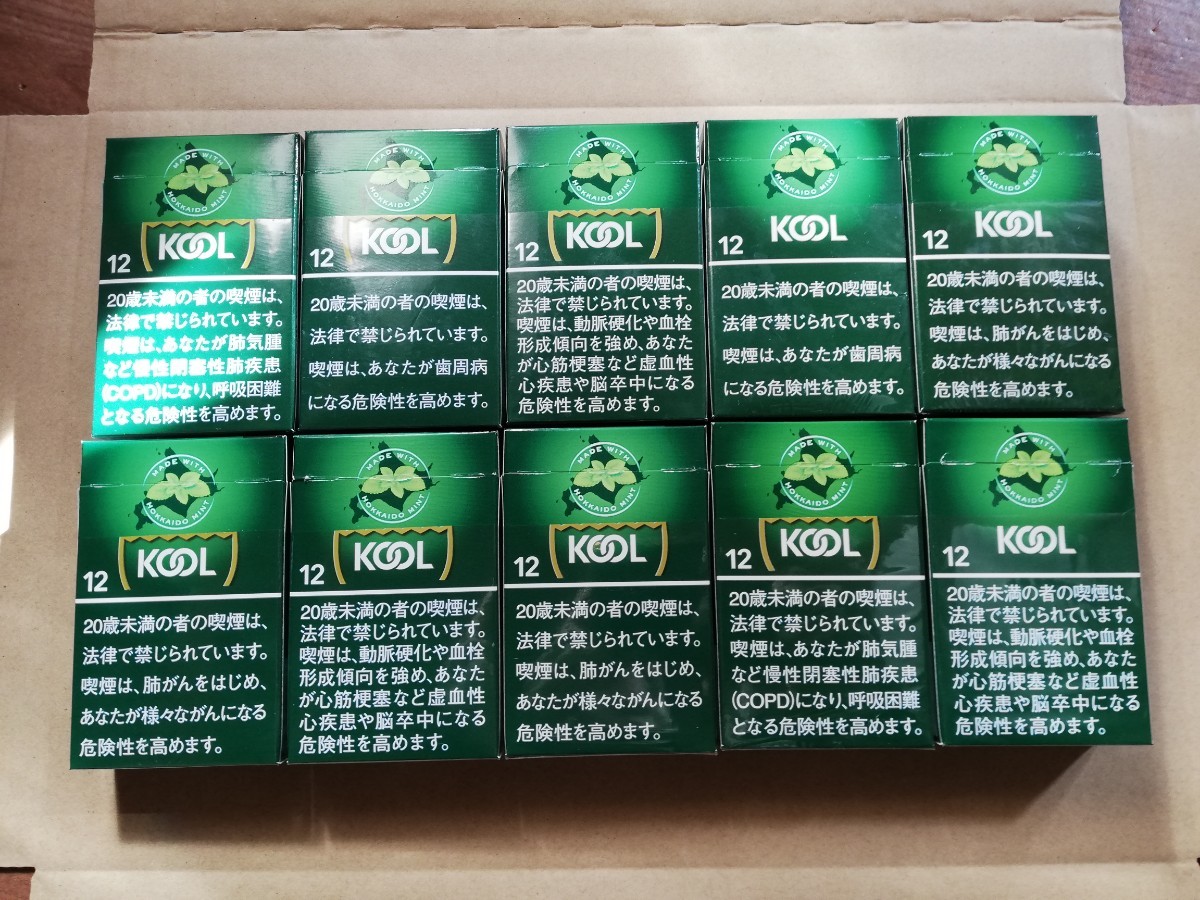 MADE WITH
HOKKAIDO MINT
KOOL
12
20歳未満の者の喫煙は、
法律で禁じられています。
喫煙は、あなたが肺気腫
など慢性閉塞性肺疾患
(COPD)になり、呼吸困難
となる危険性を高めます。
MADE WITH
HOKKAIDO MINT
KOOL
12
20歳未満の者の喫煙は、
法律で禁じられています。
喫煙は、あなたが歯周病
になる危険性を高めます。
MADE WITH
HOKKAIDO MINT
KOOL
12
20歳未満の者の喫煙は、
法律で禁じられています。
喫煙は、動脈硬化や血栓
形成傾向を強め、あなた
が心筋梗塞など虚血性
心疾患や脳卒中になる
危険性を高めます。
MADE WITH
HOKKAIDO MINT
KOOL
12
20歳未満の者の喫煙は、
法律で禁じられています。
喫煙は、あなたが歯周病
になる危険性を高めます。
MADE WITH
HOKKAIDO MINT
KOOL
12
20歳未満の者の喫煙は、
法律で禁じられています。
喫煙は、肺がんをはじめ、
あなたが様々ながんになる
危険性を高めます。
MADE WITH
HOKKAIDO MINT
KOOL
12
20歳未満の者の喫煙は、
法律で禁じられています。
喫煙は、肺がんをはじめ、
あなたが様々ながんになる
危険性を高めます。
MADE WITH
HOKKAIDO MINT
KOOL
12
20歳未満の者の喫煙は、
法律で禁じられています。
喫煙は、動脈硬化や血栓
形成傾向を強め、あなた
が心筋梗塞など虚血性
心疾患や脳卒中になる
危険性を高めます。
MADE WITH
HOKKAIDO MINT
KOOL
12
20歳未満の者の喫煙は、
法律で禁じられています。
喫煙は、肺がんをはじめ、
あなたが様々ながんになる
危険性を高めます。
MADE WITH
HOKKAIDO MINT
KOOL
12
20歳未満の者の喫煙は、
法律で禁じられています。
喫煙は、あなたが肺気腫
など慢性閉塞性肺疾患
(COPD)になり、呼吸困難
となる危険性を高めます。
MADE WITH
HOKKAIDO MINT
KOOL
12
20歳未満の者の喫煙は、
法律で禁じられています。
喫煙は、動脈硬化や血栓
形成傾向を強め、あなた
が心筋梗塞など虚血性
心疾患や脳卒中になる
危険性を高めます。